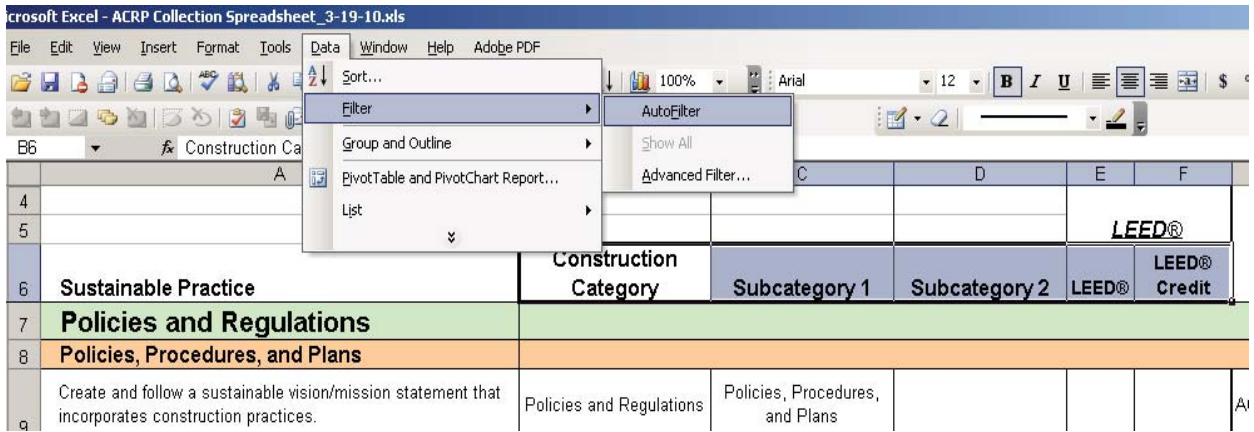 icrosoft Excel - ACRP Collection Spreadsheet_3-19-10.xls
File Edit View Insert Format Tools Data Window Help Adobe PDF
Sort...
100% Arial 12 B I U $
Filter
AutoFilter
Group and Outline
Show All
B6 fx Construction Ca
PivotTable and PivotChart Report...
Advanced Filter...
A C D E F
List
4
5 LEED®
6 Sustainable Practice Construction Category Subcategory 1 Subcategory 2 LEED® LEED® Credit
7 Policies and Regulations
8 Policies, Procedures, and Plans
Create and follow a sustainable vision/mission statement that
incorporates construction practices.
Policies and Regulations
Policies, Procedures,
and Plans
9